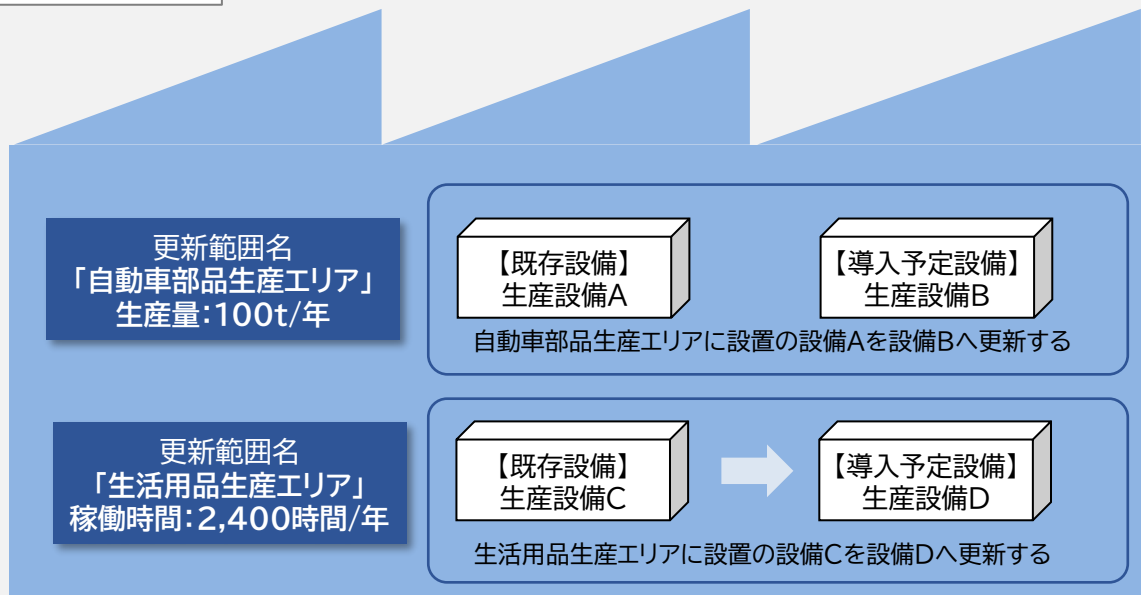 更新範囲名
「自動車部品生産エリア」
生産量：100t/年
【既存設備】
生産設備A
【導入予定設備】
生産設備B
自動車部品生産エリアに設置の設備Aを設備Bへ更新する
更新範囲名
「生活用品生産エリア」
稼働時間：2,400時間/年
【既存設備】
生産設備C
【導入予定設備】
生産設備D
生活用品生産エリアに設置の設備Cを設備Dへ更新する